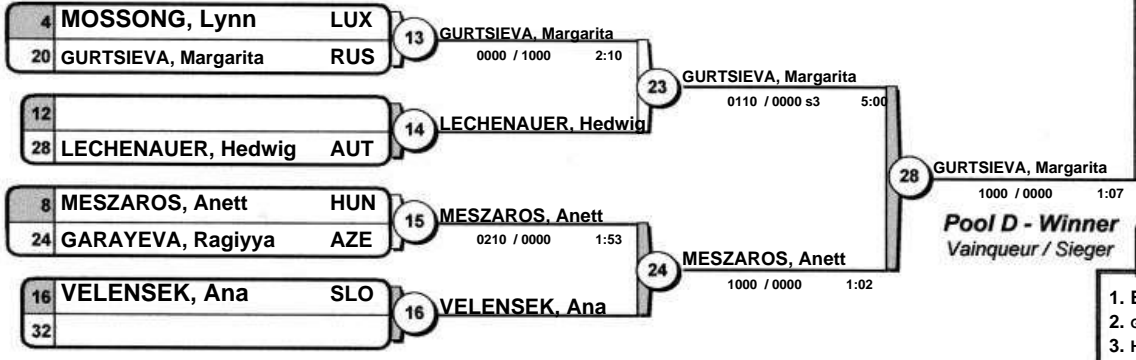 4 MOSSONG, Lynn LUX
20 GURTSIEVA, Margarita RUS
13
GURTSIEVA, Margarita
0000 / 1000 2:10
12
28 LECHENAUER, Hedwig AUT
14
LECHENAUER, Hedwig
23
GURTSIEVA, Margarita
0110 / 0000 s3 5:00
8 MESZAROS, Anett HUN
24 GARAYEVA, Ragiyya AZE
15
MESZAROS, Anett
0210 / 0000 1:53
16 VELENSEK, Ana SLO
32
16
VELENSEK, Ana
24
MESZAROS, Anett
1000 / 0000 1:02
28
GURTSIEVA, Margarita
1000 / 0000 1:07
Pool D - Winner
Vainqueur / Sieger
1.
2.
3.